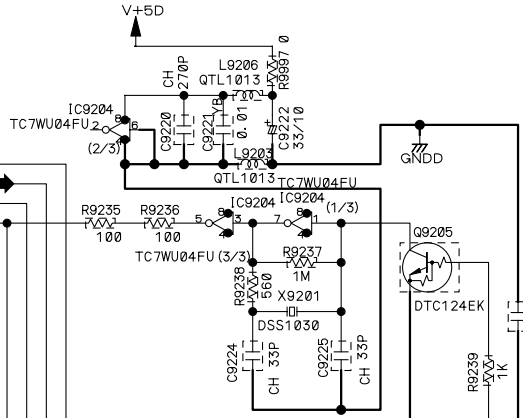 V+5D
L9206
QTL1013
R9997 0
CH
270P
IC9204
TC7WU04FU
2
8
6
4
(2/3)
C9220
C9221
YB
0.01
C9222
33/10
L9203
QTL1013
GNDD
TC7WU04FU
IC9204
IC9204
(1/3)
R9235
100
R9236
100
5
8
3
4
7
8
1
4
TC7WU04FU (3/3)
R9237
1M
R9238
560
X9201
DSS1030
C9224
CH 33P
C9225
CH 33P
Q9205
DTC124EK
R9239
1K